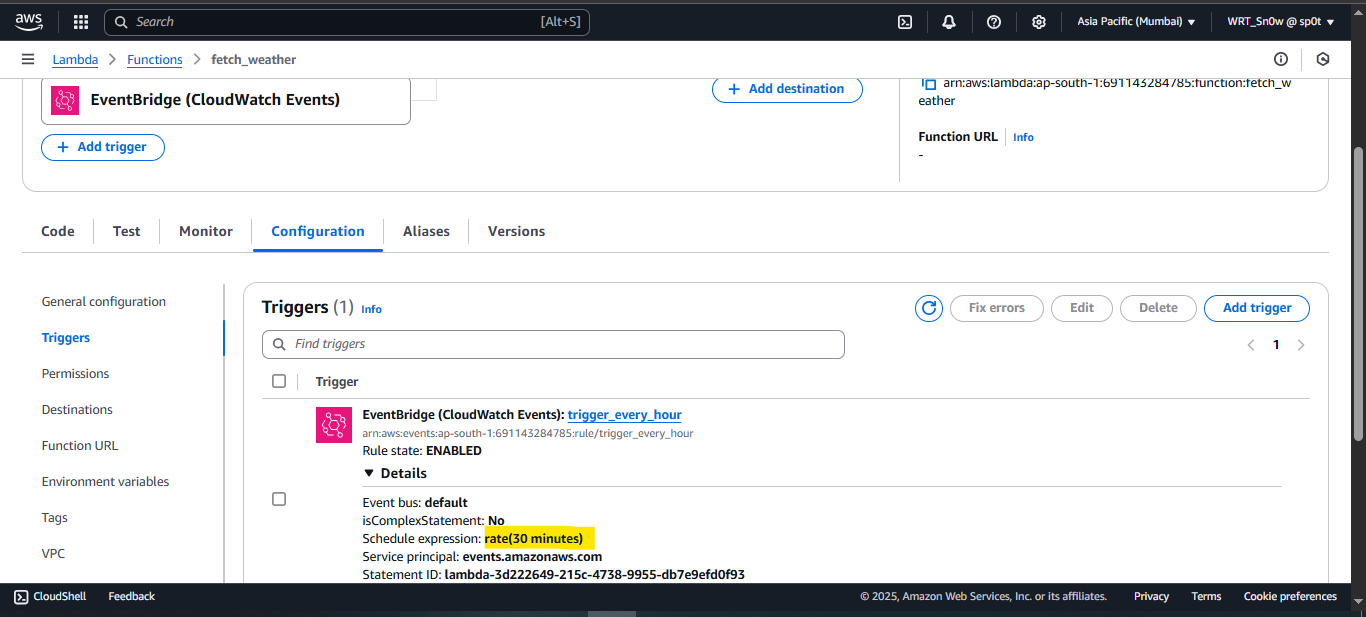 aws
Search [Alt+S]
Asia Pacific (Mumbai)
WRT_Sn0w @ sp0t
Lambda
Functions
fetch_weather
EventBridge (CloudWatch Events)
Add trigger
Add destination
arn:aws:lambda:ap-south-1:691143284785:function:fetch_w
eather
Function URL
Info
-
Code
Test
Monitor
Configuration
Aliases
Versions
General configuration
Triggers
Permissions
Destinations
Function URL
Environment variables
Tags
VPC
Triggers (1) Info
Fix errors
Edit
Delete
Add trigger
Find triggers
1
Trigger
EventBridge (CloudWatch Events): trigger_every_hour
arn:aws:events:ap-south-1:691143284785:rule/trigger_every_hour
Rule state: ENABLED
Details
Event bus: default
isComplexStatement: No
Schedule expression: rate(30 minutes)
Service principal: events.amazonaws.com
Statement ID: lambda-3d222649-215c-4738-9955-db7e9efd0f93
CloudShell
Feedback
© 2025, Amazon Web Services, Inc. or its affiliates.
Privacy
Terms
Cookie preferences